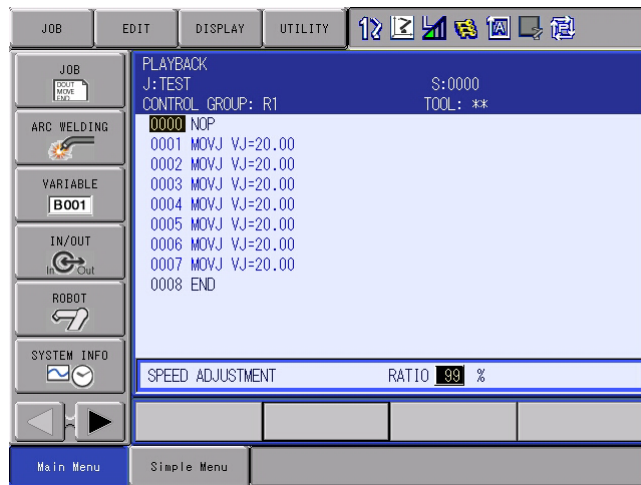 JOB EDIT DISPLAY UTILITY
JOB
DOUT
MOVE
END
ARC WELDING
VARIABLE
B001
IN/OUT
In Out
ROBOT
SYSTEM INFO
PLAYBACK
J:TEST S:0000
CONTROL GROUP: R1 TOOL: **
0000 NOP
0001 MOVJ VJ=20.00
0002 MOVJ VJ=20.00
0003 MOVJ VJ=20.00
0004 MOVJ VJ=20.00
0005 MOVJ VJ=20.00
0006 MOVJ VJ=20.00
0007 MOVJ VJ=20.00
0008 END
SPEED ADJUSTMENT RATIO 99 %
Main Menu Simple Menu